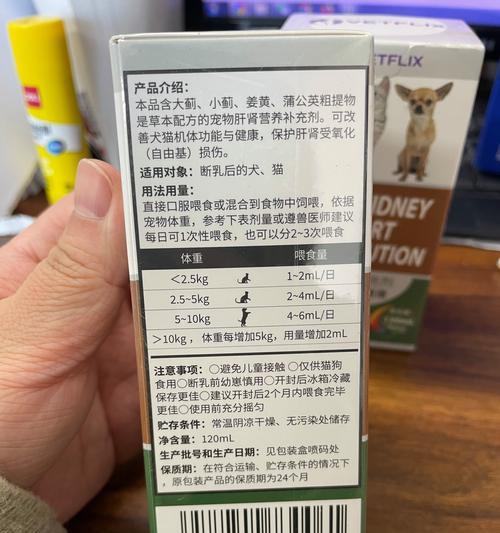 VETFLIX
ETFLIX
产品介绍:
本品含大蓟、小蓟、姜黄、蒲公英粗提物
是草本配方的宠物肝肾营养补充剂。可改
善犬猫机体功能与健康，保护肝肾受氧化
（自由基）损伤。
适用对象: 断乳后的犬、猫
用法用量:
直接口服喂食或混合到食物中饲喂，依据
宠物体重，参考下表剂量或遵兽医师建议
每日可1次性喂食，也可以分2~3次喂食
体重 喂食量
＜2.5kg 1~2mL/日
2.5~5kg 2~4mL/日
5~10kg 4~6mL/日
＞10kg ，体重每增加5kg，用量增加2mL
注意事项: ○避免儿童接触 ○仅供猫狗
食用○断乳前幼崽慎用○开封后冰箱冷藏
保存更佳○建议开封后2个月内喂食完毕
更佳○使用前充分摇匀
贮存条件: 常温阴凉干燥、无污染处储存
净含量: 120mL
生产批号和生产日期: 见包装盒喷码处
保质期: 在符合运输、贮存条件的情况下
，原包装产品的保质期为24个月
IDNEY
RT
UTION